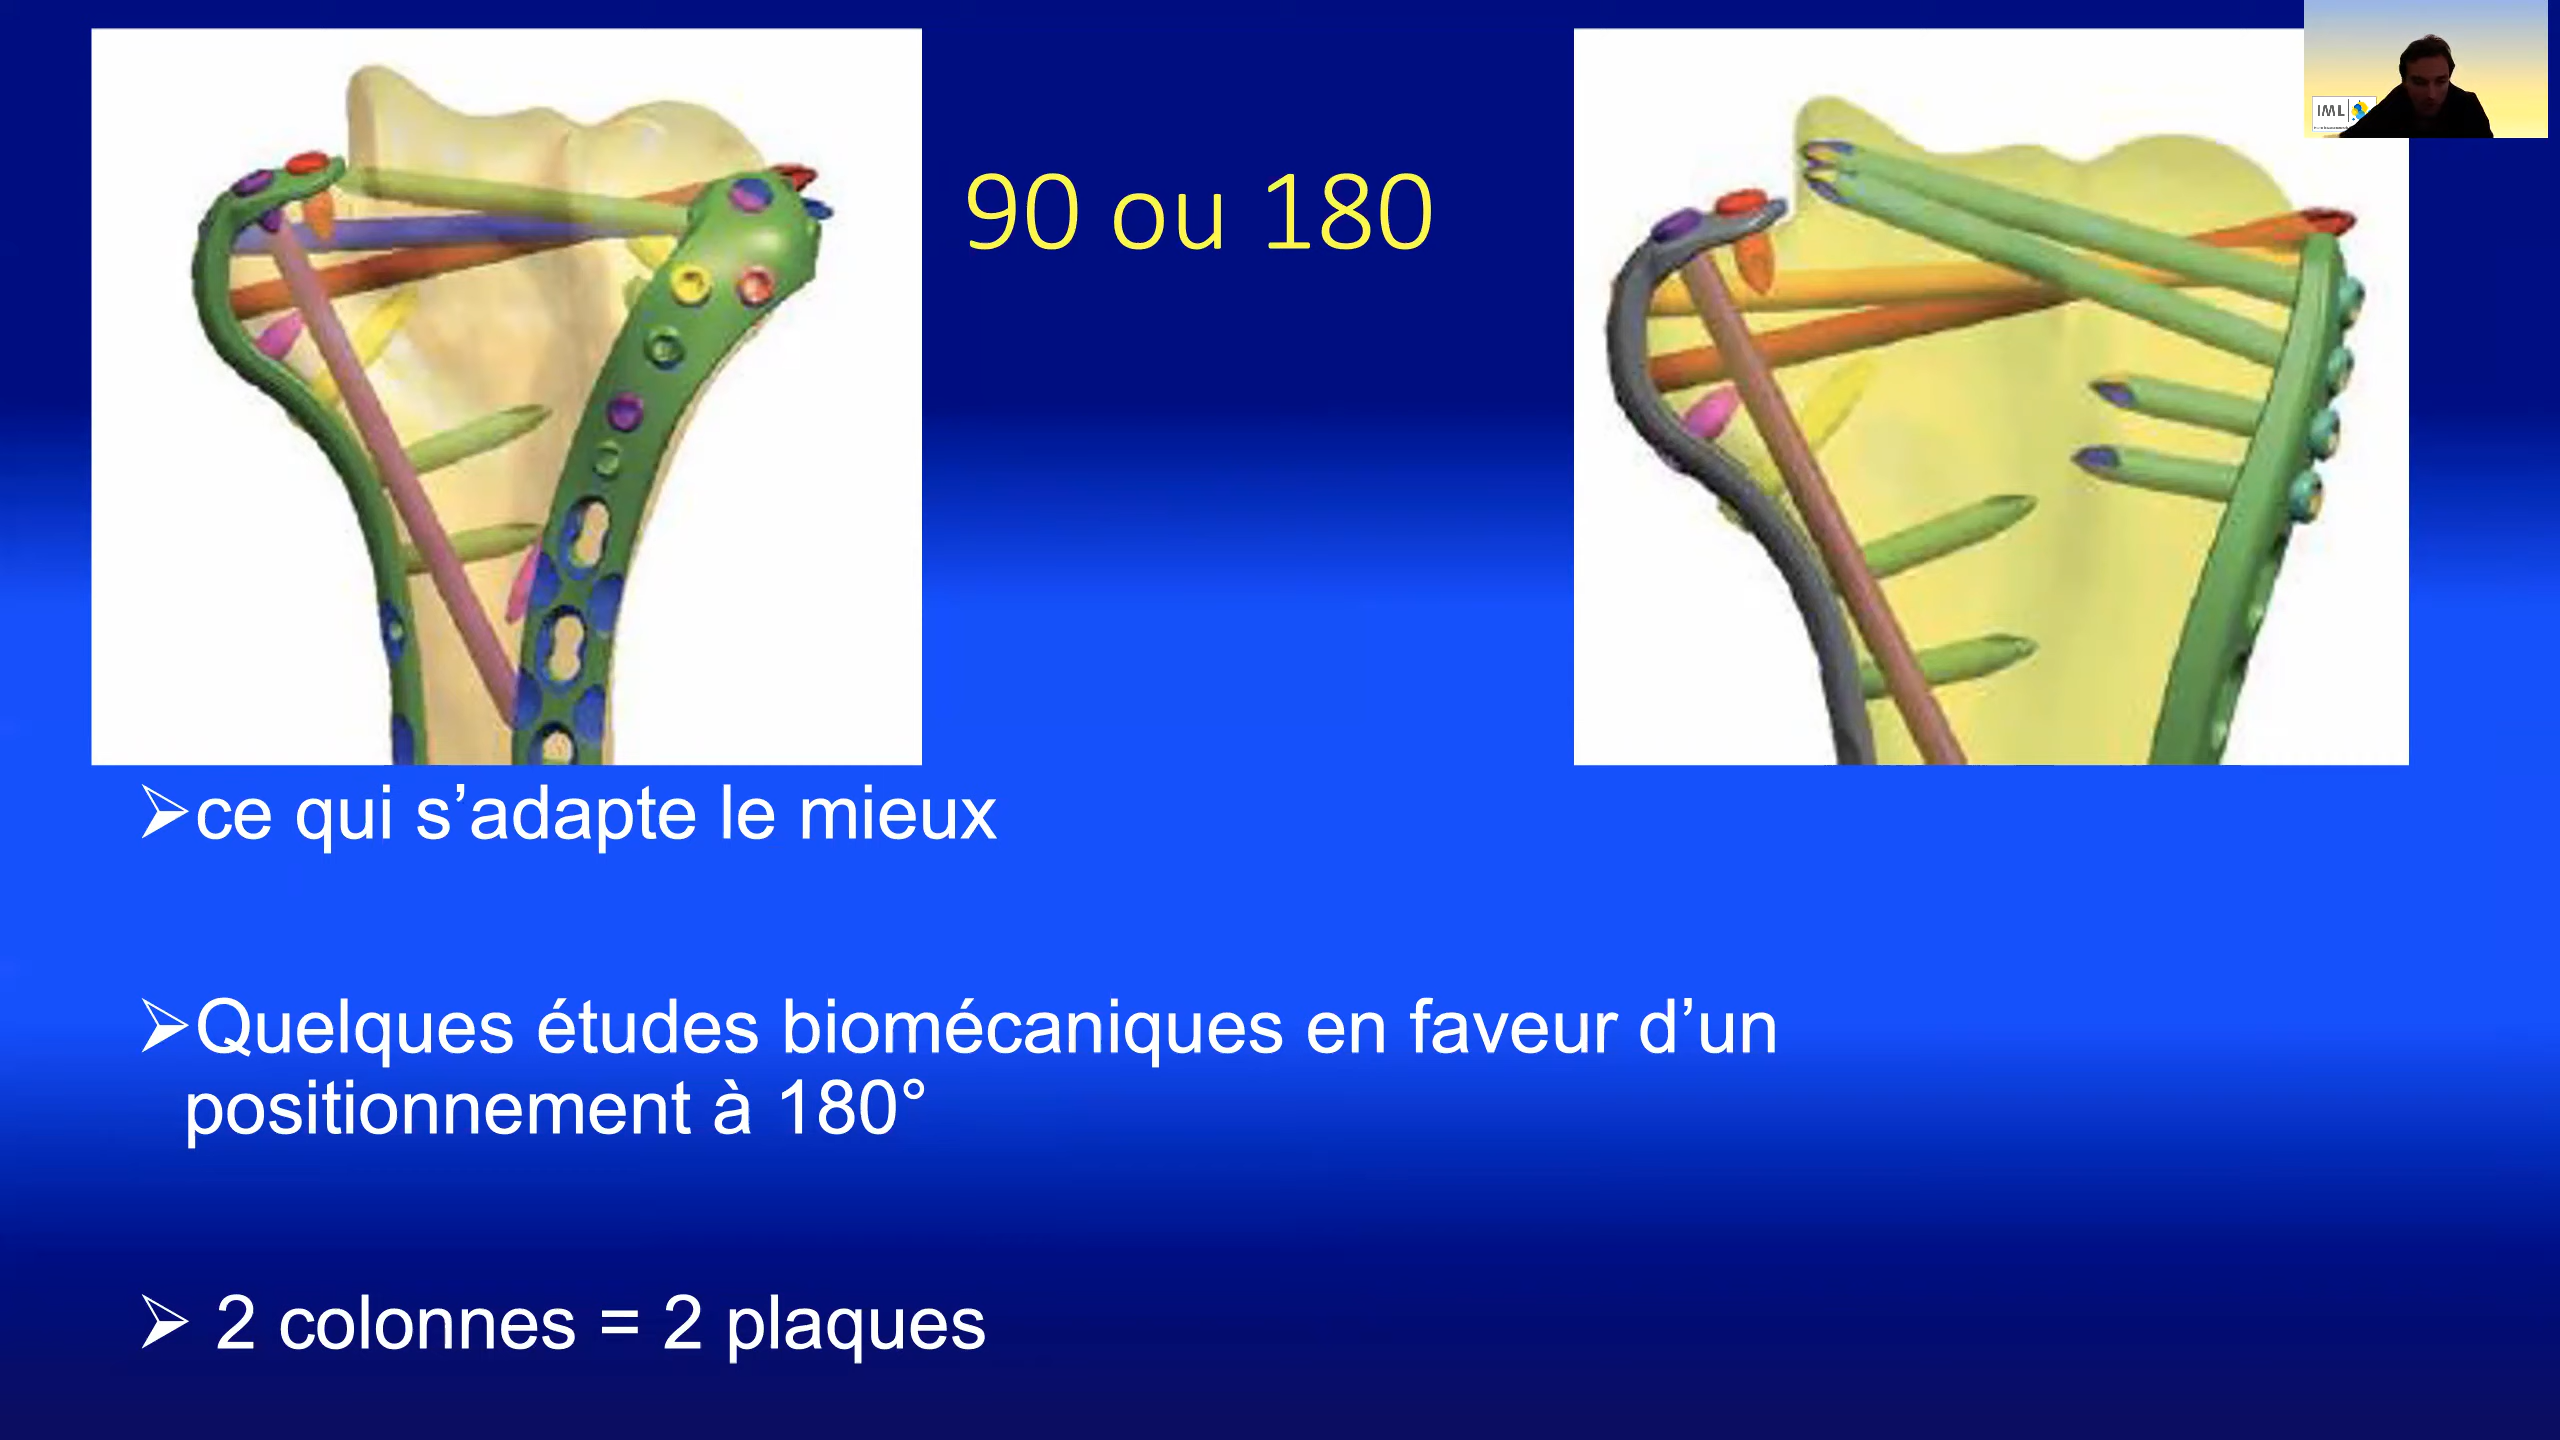 IML
90 ou 180
➢ce qui s’adapte le mieux
➢Quelques études biomécaniques en faveur d’un
positionnement à 180°
➢ 2 colonnes = 2 plaques